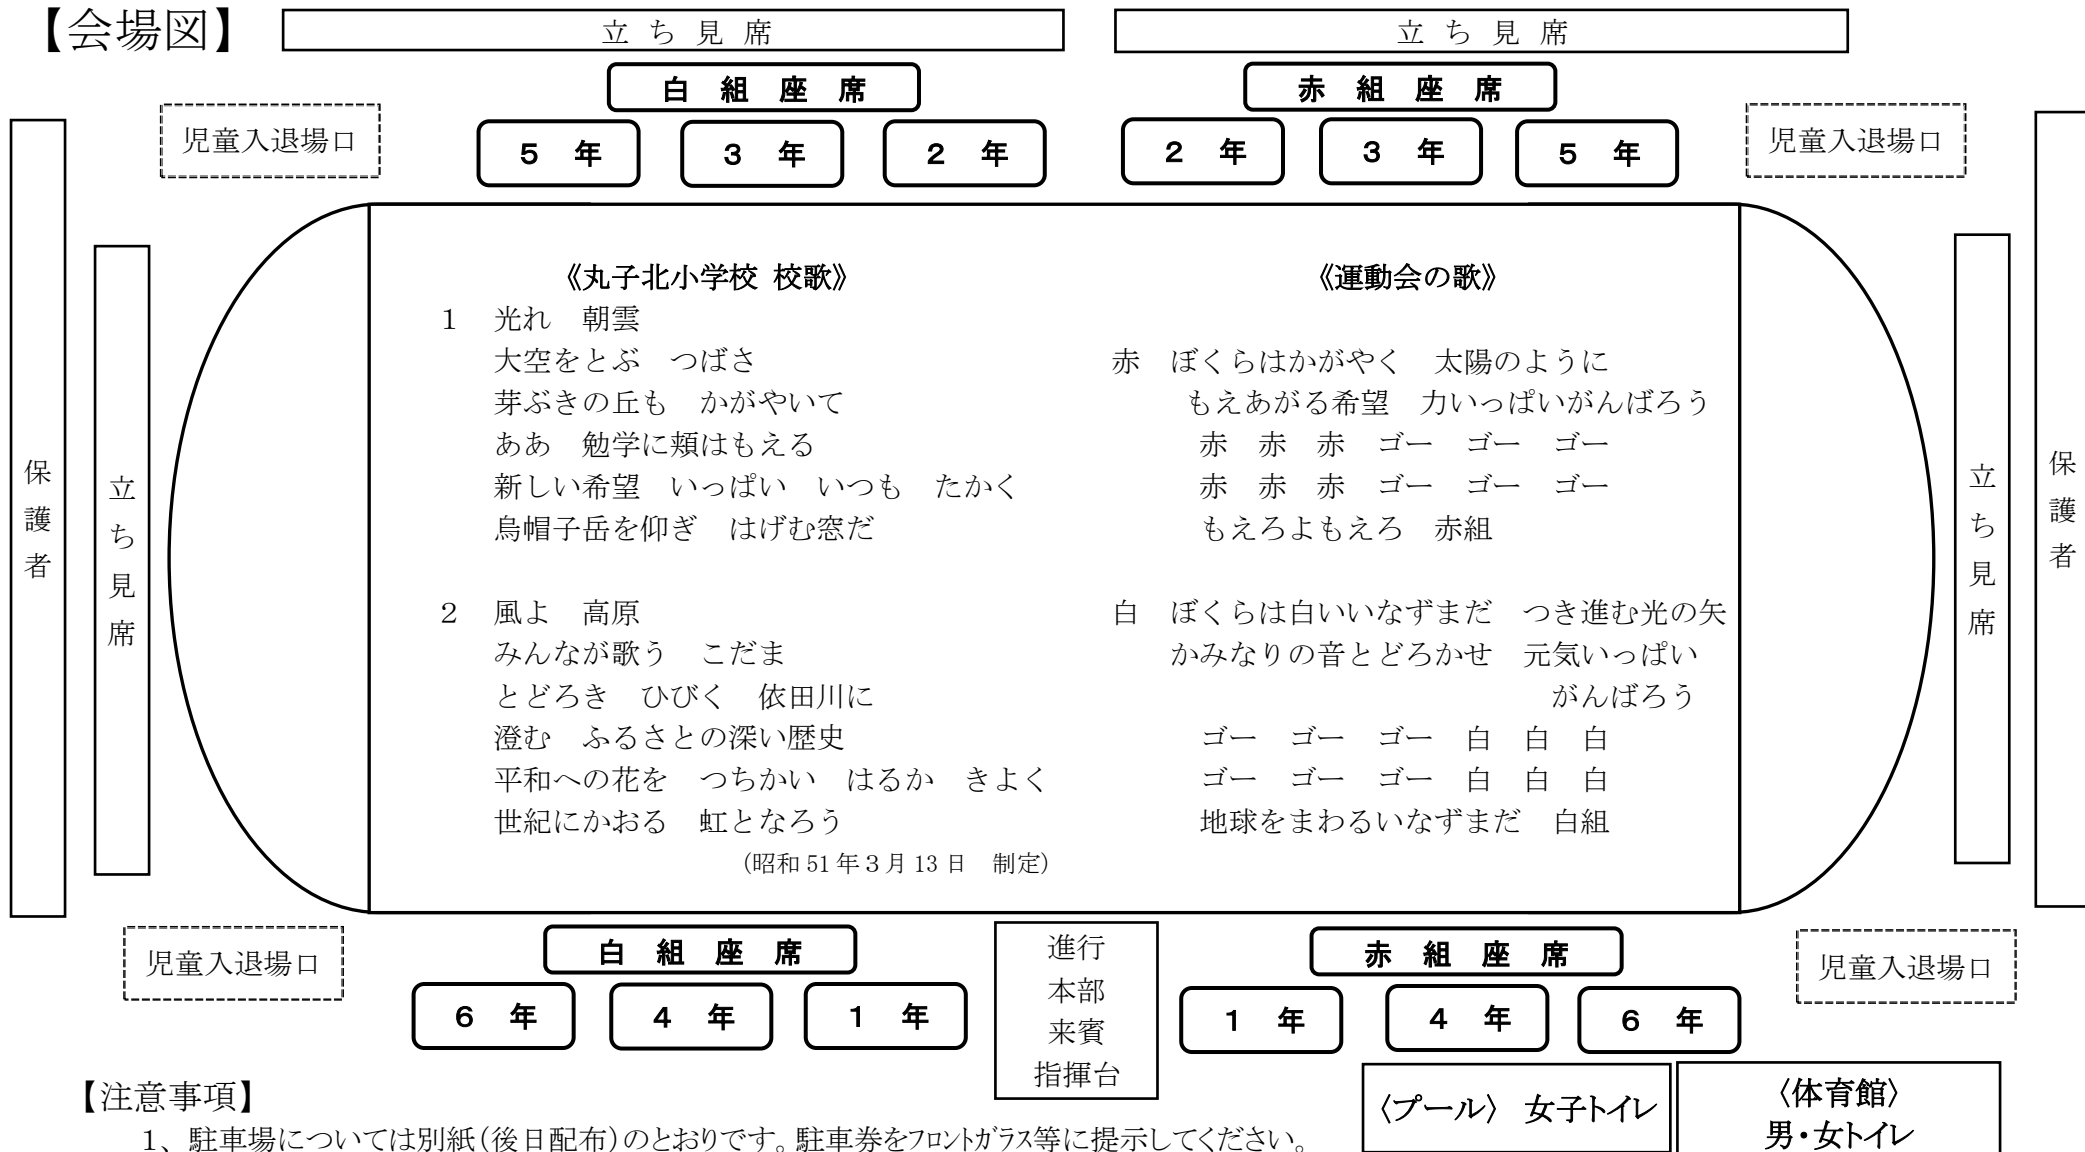 【会場図】
立 ち 見 席
立 ち 見 席
白 組 座 席
赤 組 座 席
児童入退場口
5 年
3 年
2 年
2 年
3 年
5 年
児童入退場口
保護者
立ち見席
《丸子北小学校 校歌》
1 光れ 朝雲
大空をとぶ つばさ
芽ぶきの丘も かがやいて
ああ 勉学に頬はもえる
新しい希望 いっぱい いつも たかく
烏帽子岳を仰ぎ はげむ窓だ
2 風よ 高原
みんなが歌う こだま
とどろき ひびく 依田川に
澄む ふるさとの深い歴史
平和への花を つちかい はるか きよく
世紀にかおる 虹となろう
(昭和 51 年 3 月 13 日 制定)
《運動会の歌》
赤 ぼくらはかがやく 太陽のように
もえあがる希望 力いっぱいがんばろう
赤 赤 赤 ゴー ゴー ゴー
赤 赤 赤 ゴー ゴー ゴー
もえろよもえろ 赤組
白 ぼくらは白いいなずまだ つき進む光の矢
かみなりの音とどろかせ 元気いっぱい
がんばろう
ゴー ゴー ゴー 白 白 白
ゴー ゴー ゴー 白 白 白
地球をまわるいなずまだ 白組
立ち見席
保護者
児童入退場口
白 組 座 席
6 年
4 年
1 年
進行
本部
来賓
指揮台
赤 組 座 席
1 年
4 年
6 年
児童入退場口
〈プール〉 女子トイレ
〈体育館〉
男・女トイレ
【注意事項】
1、 駐車場については別紙(後日配布)のとおりです。駐車券をフロントガラス等に提示してください。